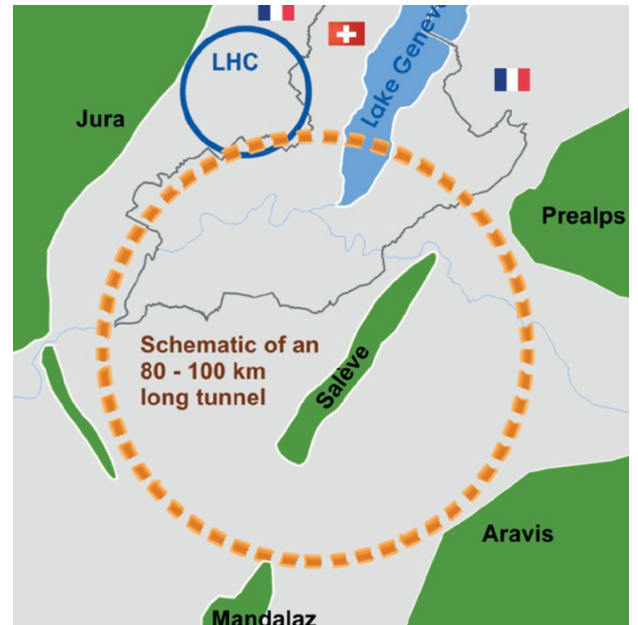 LHC
Lake Geneva
Jura
Prealps
Schematic of an
80 - 100 km
long tunnel
Salève
Aravis
Mandalaz